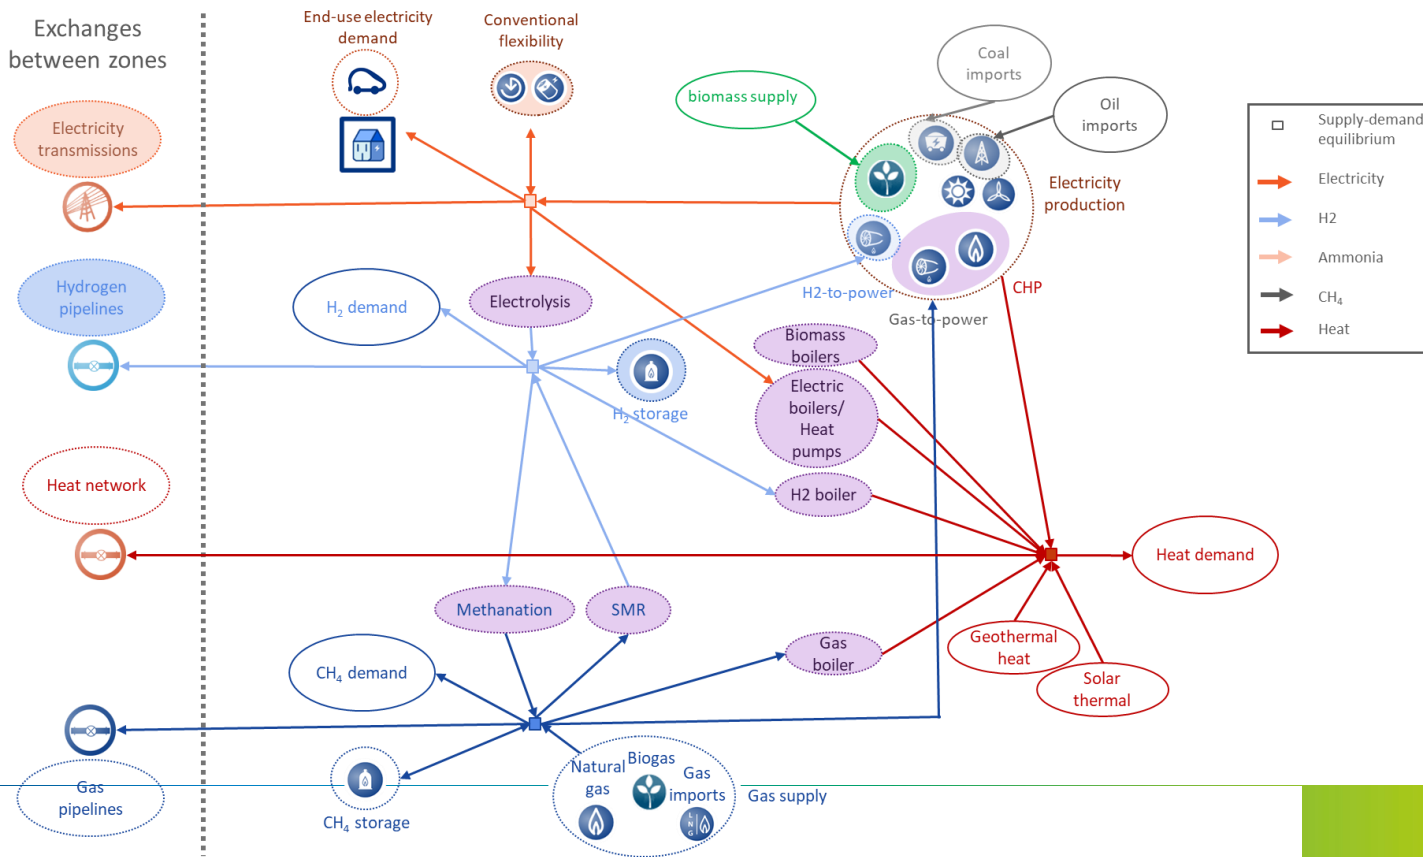 Exchanges
between zones
End-use electricity
demand
Conventional
flexibility
Coal
imports
Oil
imports
biomass supply
Electricity
transmissions
Electricity
production
Supply-demand
equilibrium
Electricity
H2
Ammonia
CH₄
Heat
Hydrogen
pipelines
H₂ demand
Electrolysis
H2-to-power
CHP
Gas-to-power
Biomass
boilers
Electric
boilers/
Heat
pumps
H₂ storage
Heat network
H2 boiler
Heat demand
Methanation
SMR
Gas
boiler
Geothermal
heat
Solar
thermal
CH₄ demand
Gas
pipelines
CH₄ storage
Natural
gas
Biogas
Gas
imports
L
N
G
Gas supply